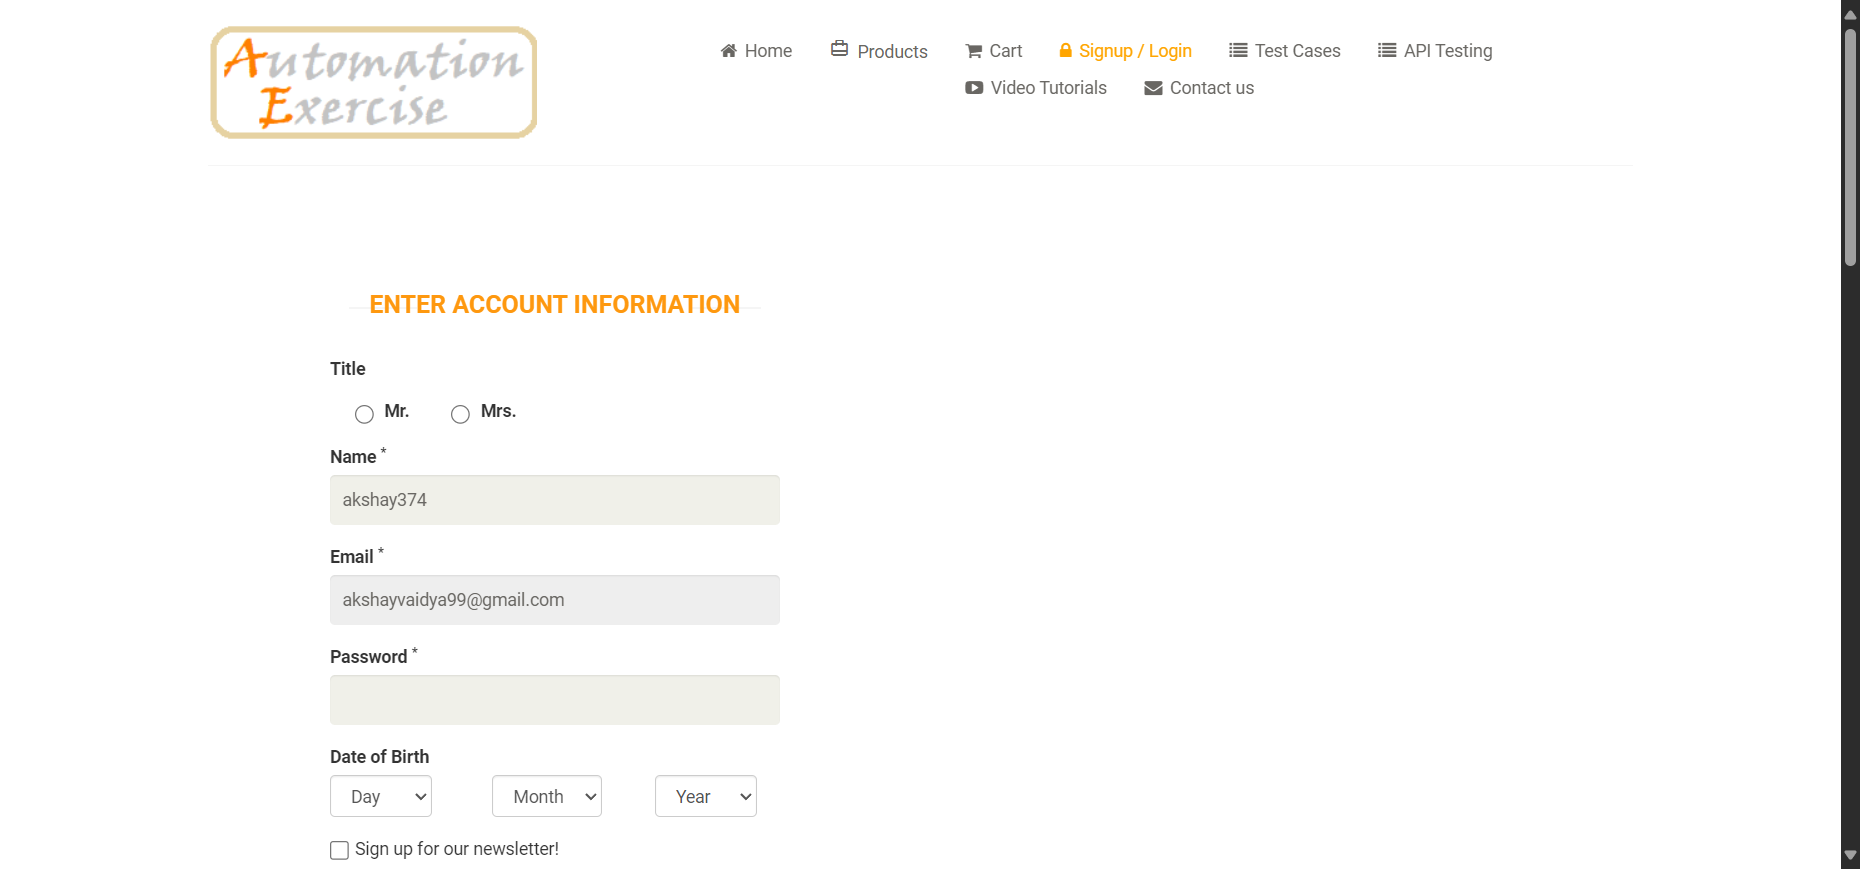 Automation
Exercise
Home Products Cart Signup / Login Test Cases API Testing
Video Tutorials Contact us
ENTER ACCOUNT INFORMATION
Title
Mr. Mrs.
Name *
akshay374
Email *
akshayvaidya99@gmail.com
Password *
Date of Birth
Day Month Year
Sign up for our newsletter!